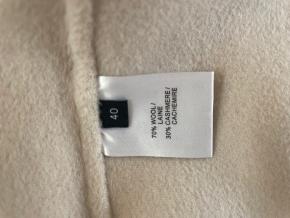 40
70% WOOL/
LAINE
30% CASHMERE/
CACHEMIRE